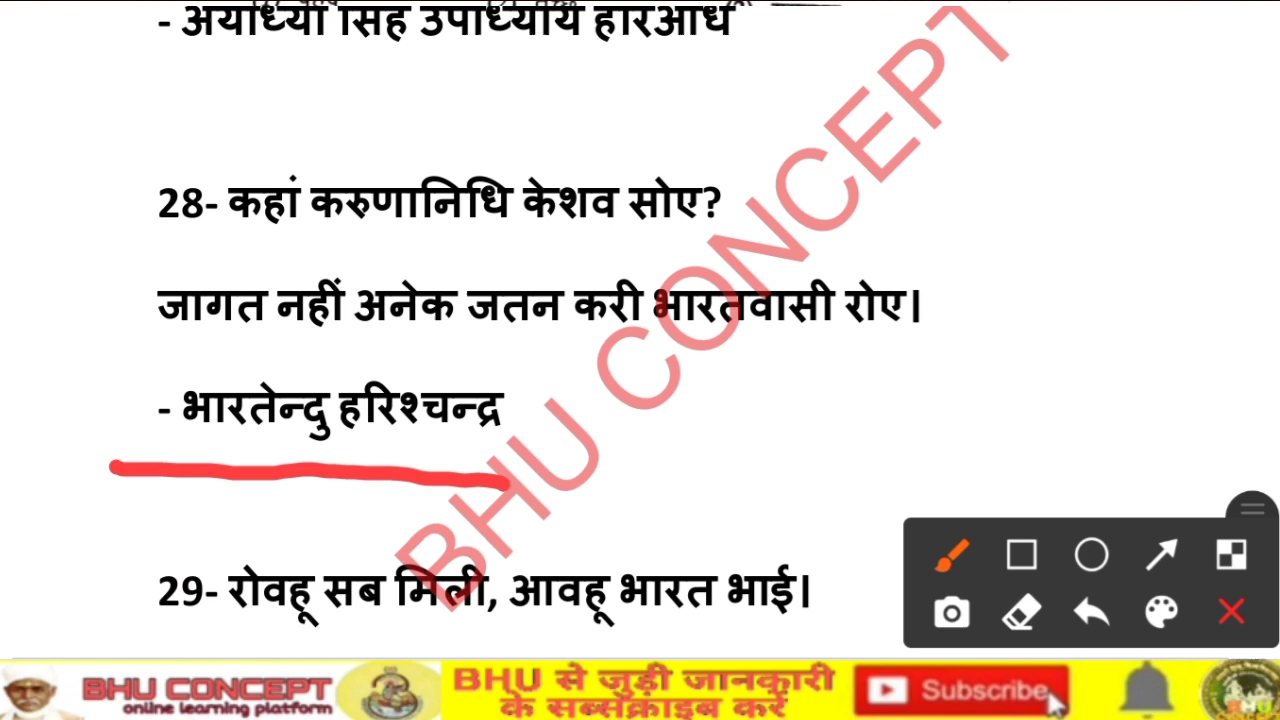 - अयोध्या सिंह उपाध्याय हरिऔध
28- कहां करुणानिधि केशव सोए?
जागत नहीं अनेक जतन करी भारतवासी रोए।
- भारतेन्दु हरिश्चन्द्र
29- रोवहू सब मिली, आवहू भारत भाई।
BHU CONCEPT
BHU CONCEPT
online learning platform
BHU से जुड़ी जानकारी
के सब्सक्राइब करें
Subscribe